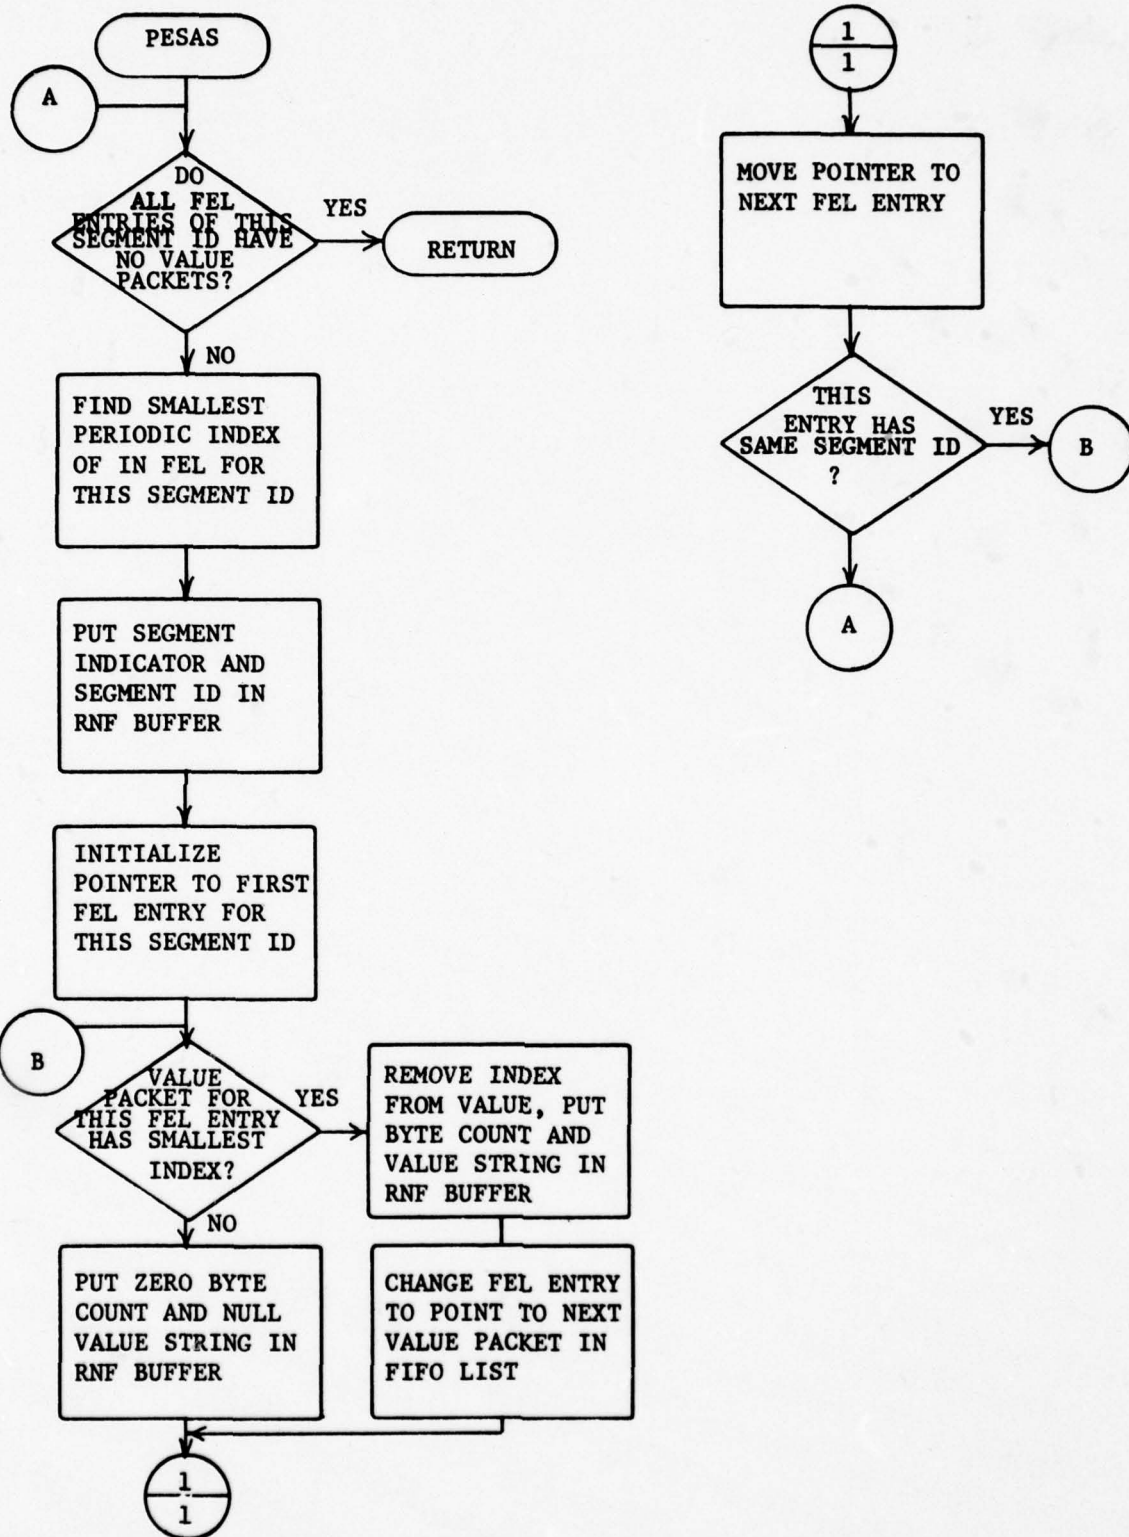 PESAS
A
DO
ALL FEL
ENTRIES OF THIS
SEGMENT ID HAVE
NO VALUE
PACKETS?
YES
RETURN
NO
FIND SMALLEST
PERIODIC INDEX
OF IN FEL FOR
THIS SEGMENT ID
PUT SEGMENT
INDICATOR AND
SEGMENT ID IN
RNF BUFFER
INITIALIZE
POINTER TO FIRST
FEL ENTRY FOR
THIS SEGMENT ID
B
VALUE
PACKET FOR
THIS FEL ENTRY
HAS SMALLEST
INDEX?
YES
REMOVE INDEX
FROM VALUE, PUT
BYTE COUNT AND
VALUE STRING IN
RNF BUFFER
NO
PUT ZERO BYTE
COUNT AND NULL
VALUE STRING IN
RNF BUFFER
CHANGE FEL ENTRY
TO POINT TO NEXT
VALUE PACKET IN
FIFO LIST
1
1
1
1
MOVE POINTER TO
NEXT FEL ENTRY
THIS
ENTRY HAS
SAME SEGMENT ID
?
YES
B
A